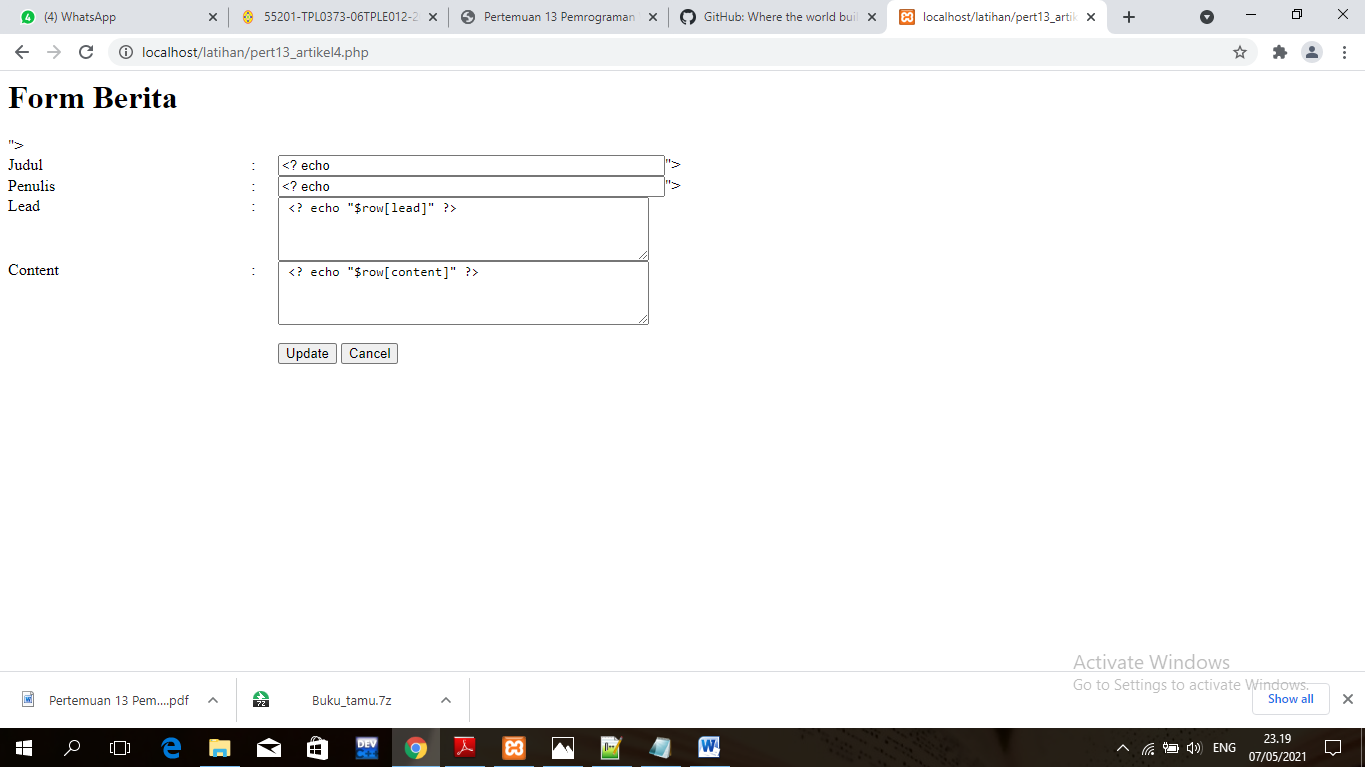 (4) WhatsApp
55201-TPL0373-06TPLE012-2
Pertemuan 13 Pemrograman
GitHub: Where the world buil
localhost/latihan/pert13_artik
localhost/latihan/pert13_artikel4.php
Form Berita
">
Judul : <? echo ">
Penulis : <? echo ">
Lead : <? echo "$row[lead]" ?>
Content : <? echo "$row[content]" ?>
Update Cancel
Activate Windows
Go to Settings to activate Windows.
Pertemuan 13 Pem....pdf
Buku_tamu.7z
Show all
ENG
23.19
07/05/2021